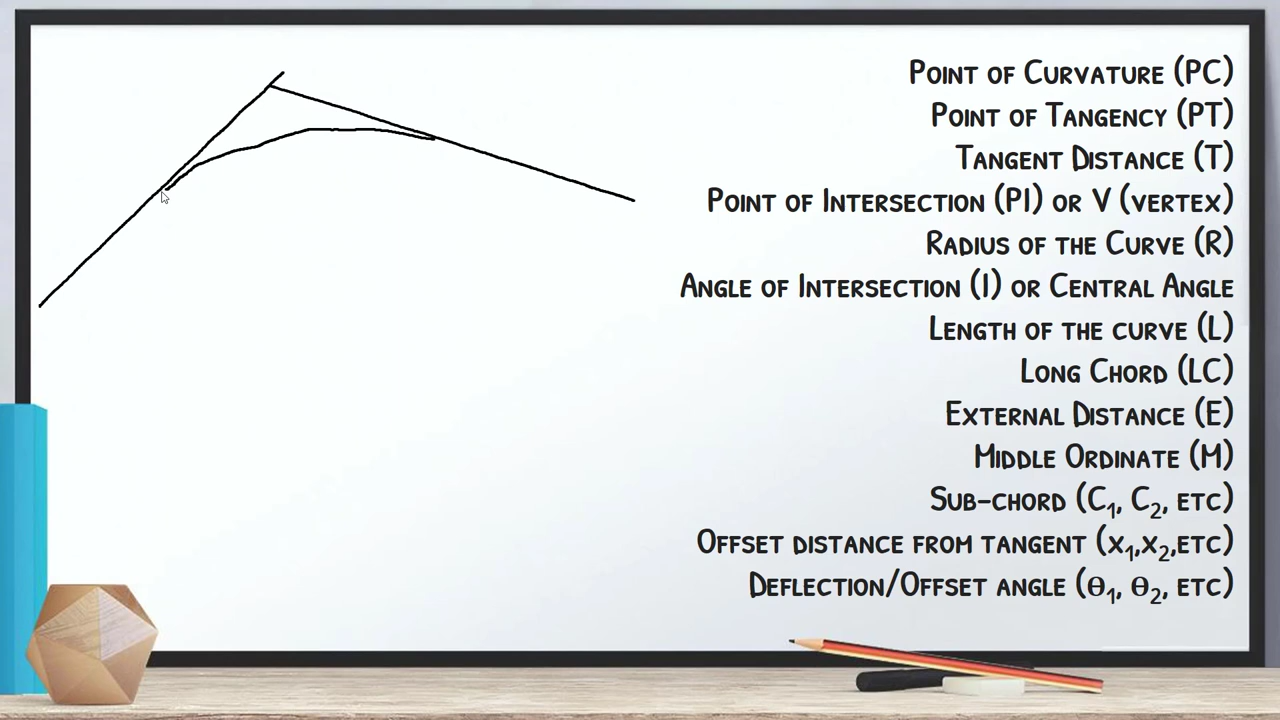 Point of Curvature (PC)
Point of Tangency (PT)
Tangent Distance (T)
Point of Intersection (PI) or V (vertex)
Radius of the Curve (R)
Angle of Intersection (I) or Central Angle
Length of the curve (L)
Long Chord (LC)
External Distance (E)
Middle Ordinate (M)
Sub-chord (C₁, C₂, etc)
Offset distance from tangent (x₁,x₂,etc)
Deflection/Offset angle (Θ₁, Θ₂, etc)